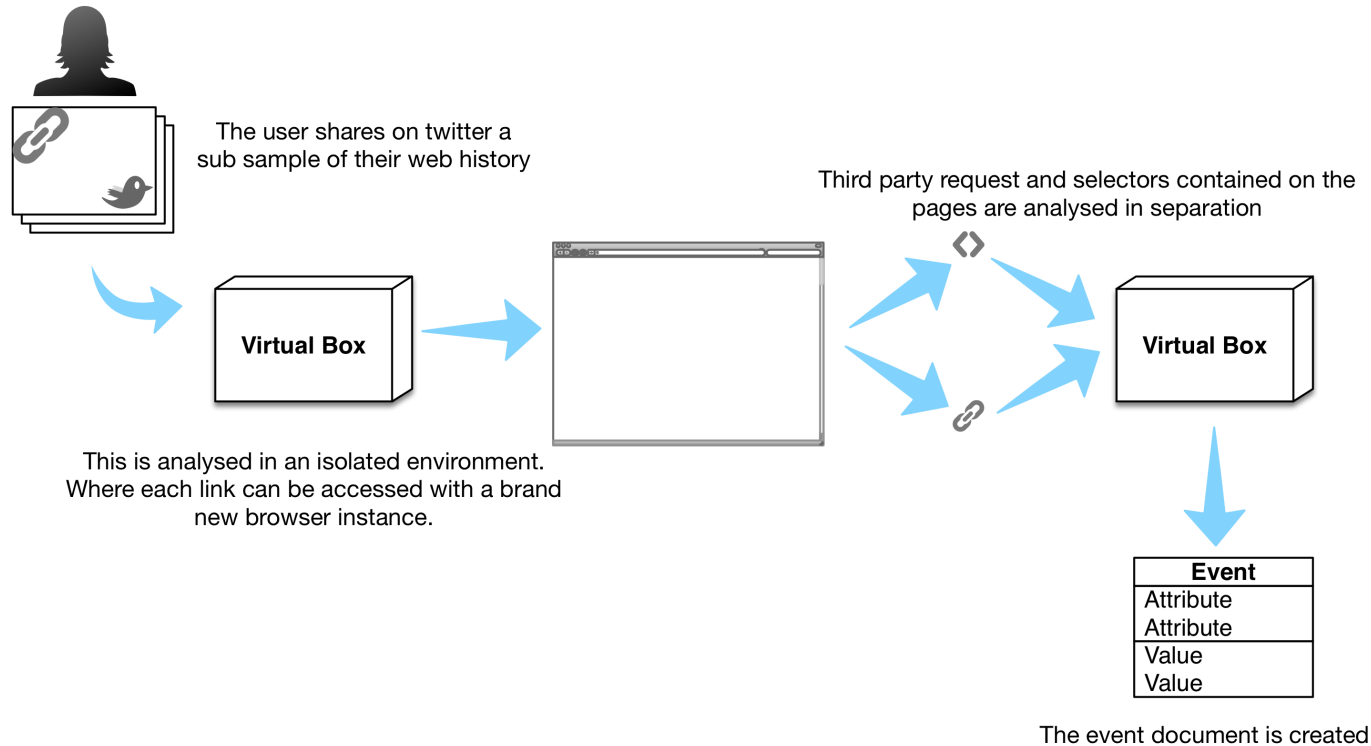 The user shares on twitter a
sub sample of their web history
Third party request and selectors contained on the
pages are analysed in separation
Virtual Box
Virtual Box
This is analysed in an isolated environment.
Where each link can be accessed with a brand
new browser instance.
Event
Attribute
Attribute
Value
Value
The event document is created